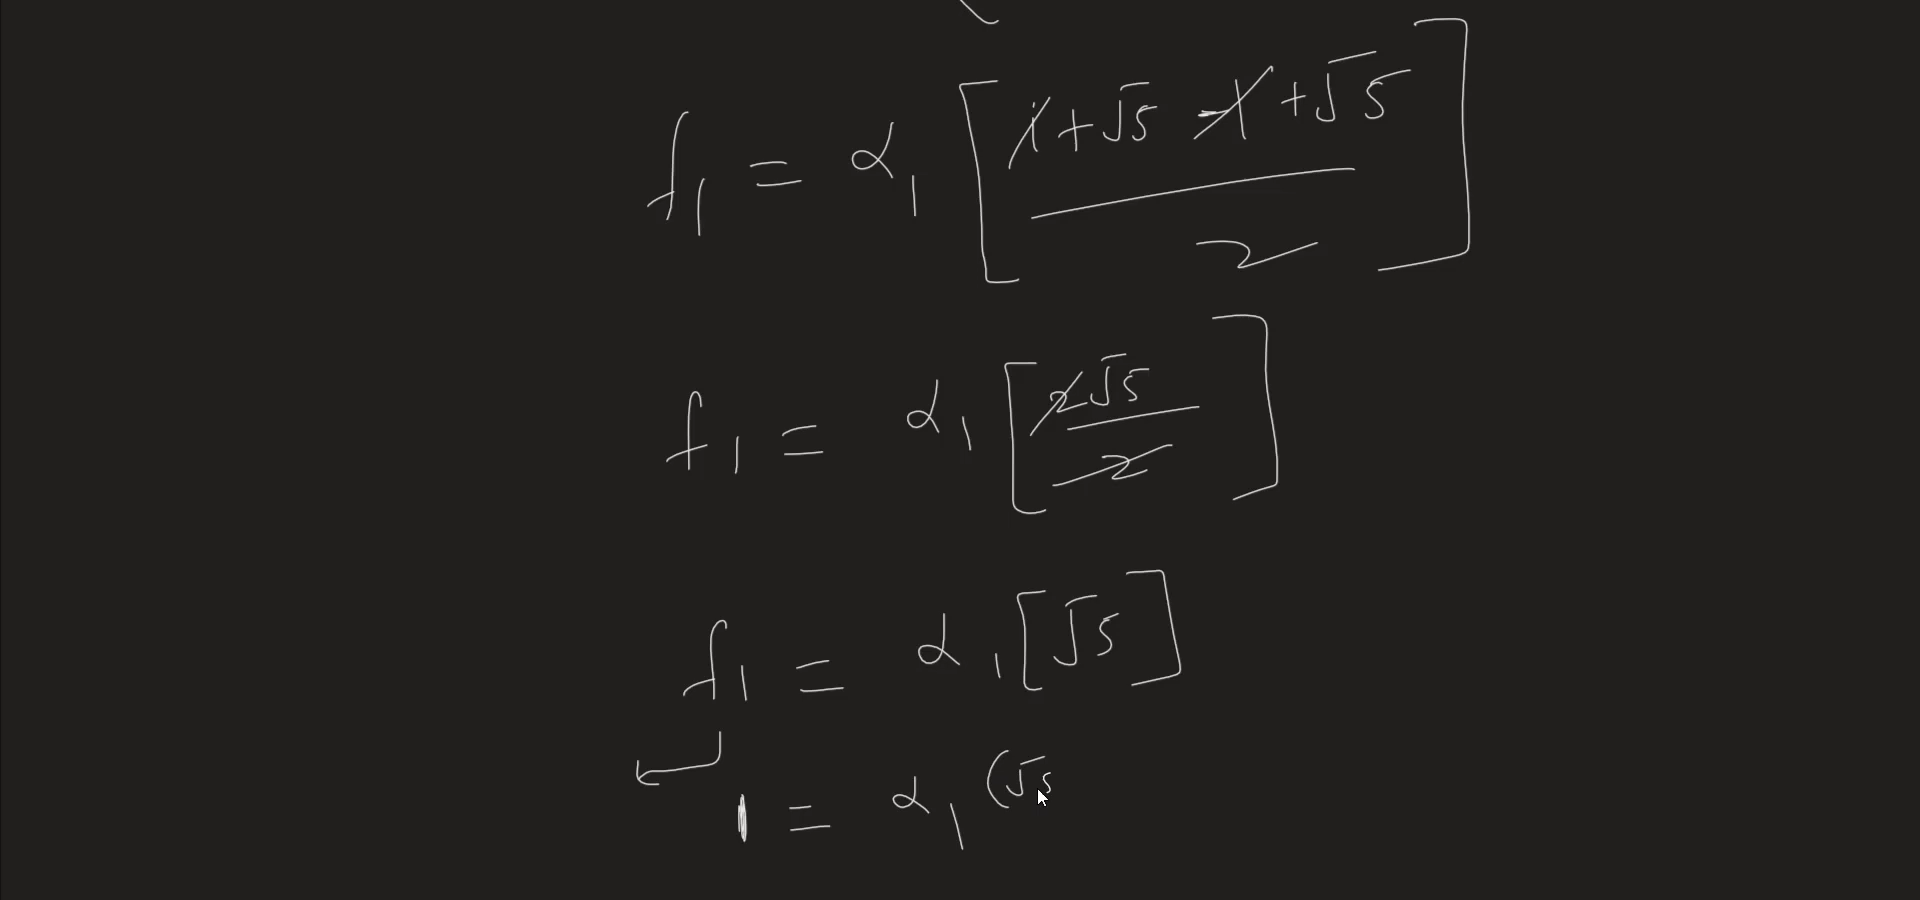 f₁ = α₁ [ (1 + √5 - 1 + √5) / 2 ]
f₁ = α₁ [ 2√5 / 2 ]
f₁ = α₁ [ √5 ]
1 = α₁ (√5